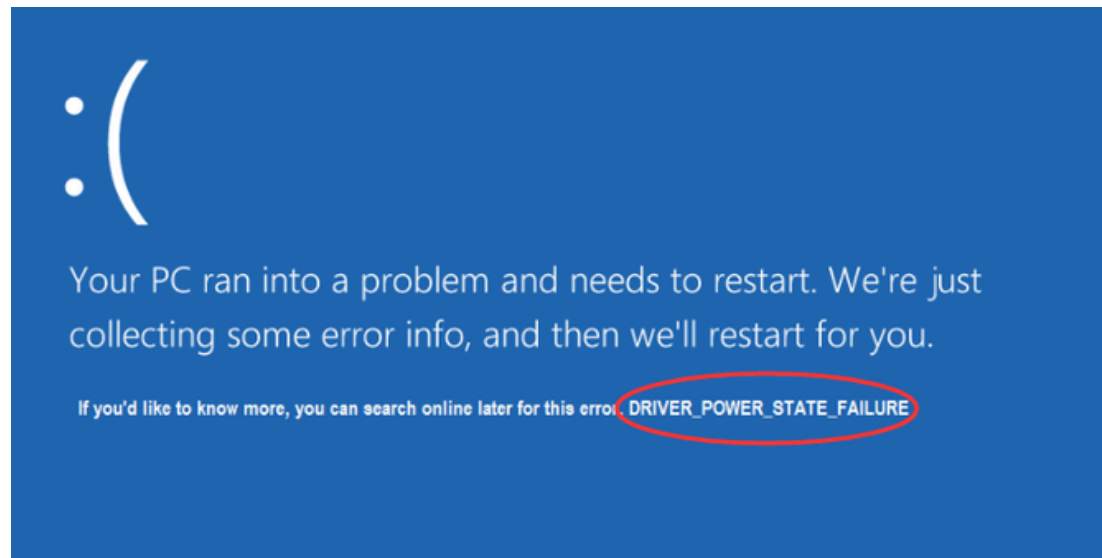 :(
Your PC ran into a problem and needs to restart. We're just
collecting some error info, and then we'll restart for you.
If you'd like to know more, you can search online later for this error. DRIVER_POWER_STATE_FAILURE